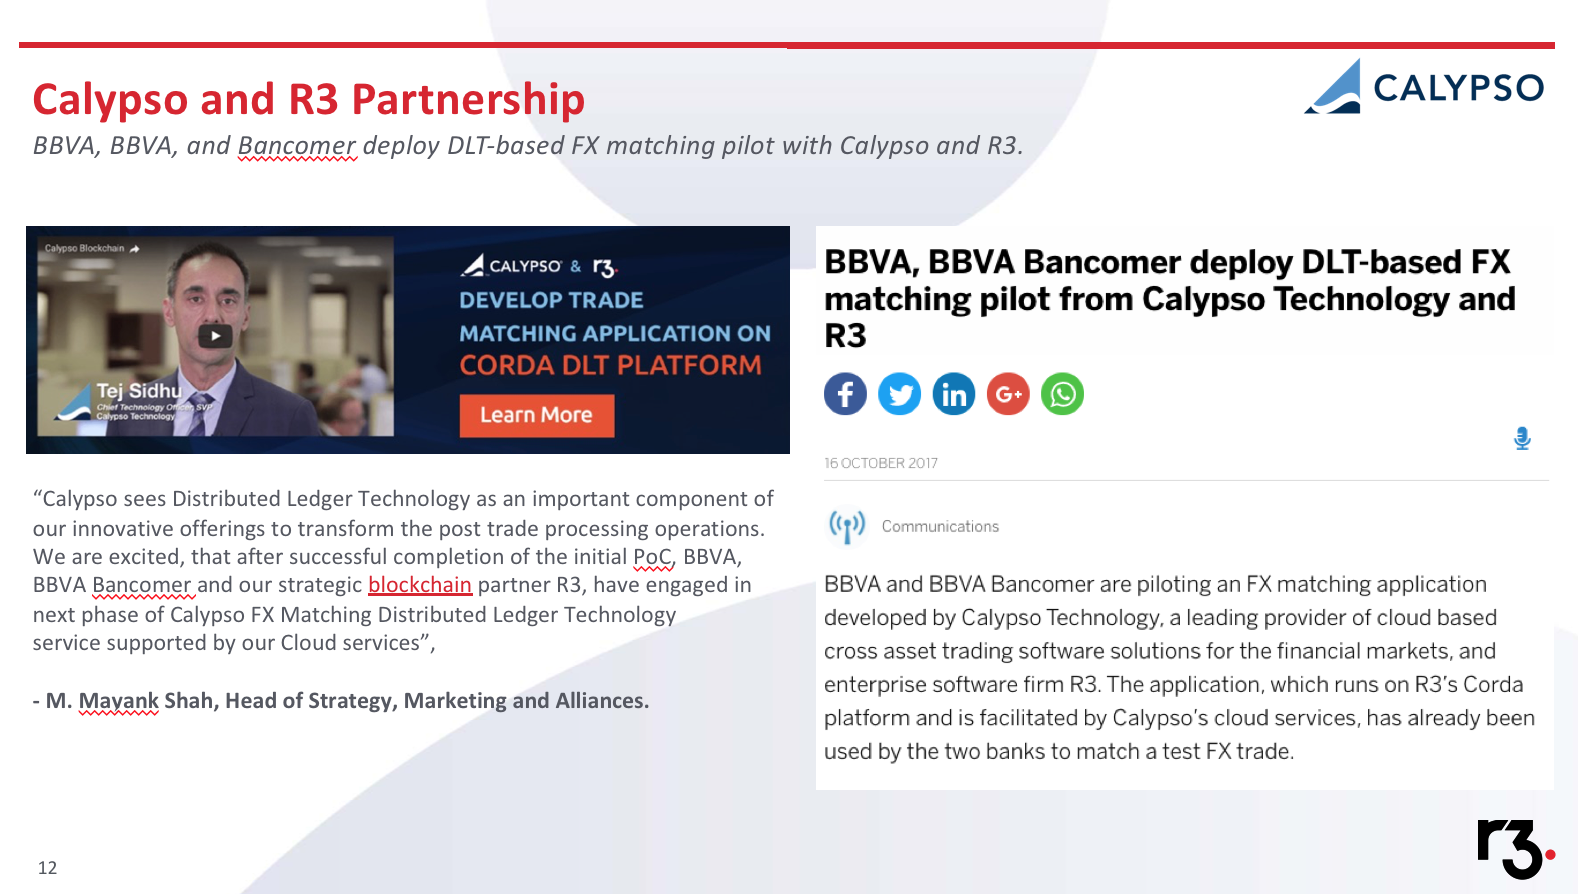 Calypso and R3 Partnership
CALYPSO
BBVA, BBVA, and Bancomer deploy DLT-based FX matching pilot with Calypso and R3.
Calypso Blockchain
Tej Sidhu
Chief Technology Officer, SVP
Calypso Technology
CALYPSO & r3.
DEVELOP TRADE
MATCHING APPLICATION ON
CORDA DLT PLATFORM
Learn More
“Calypso sees Distributed Ledger Technology as an important component of
our innovative offerings to transform the post trade processing operations.
We are excited, that after successful completion of the initial PoC, BBVA,
BBVA Bancomer and our strategic blockchain partner R3, have engaged in
next phase of Calypso FX Matching Distributed Ledger Technology
service supported by our Cloud services”,
- M. Mayank Shah, Head of Strategy, Marketing and Alliances.
BBVA, BBVA Bancomer deploy DLT-based FX
matching pilot from Calypso Technology and
R3
16 OCTOBER 2017
Communications
BBVA and BBVA Bancomer are piloting an FX matching application
developed by Calypso Technology, a leading provider of cloud based
cross asset trading software solutions for the financial markets, and
enterprise software firm R3. The application, which runs on R3’s Corda
platform and is facilitated by Calypso’s cloud services, has already been
used by the two banks to match a test FX trade.
12
r3.